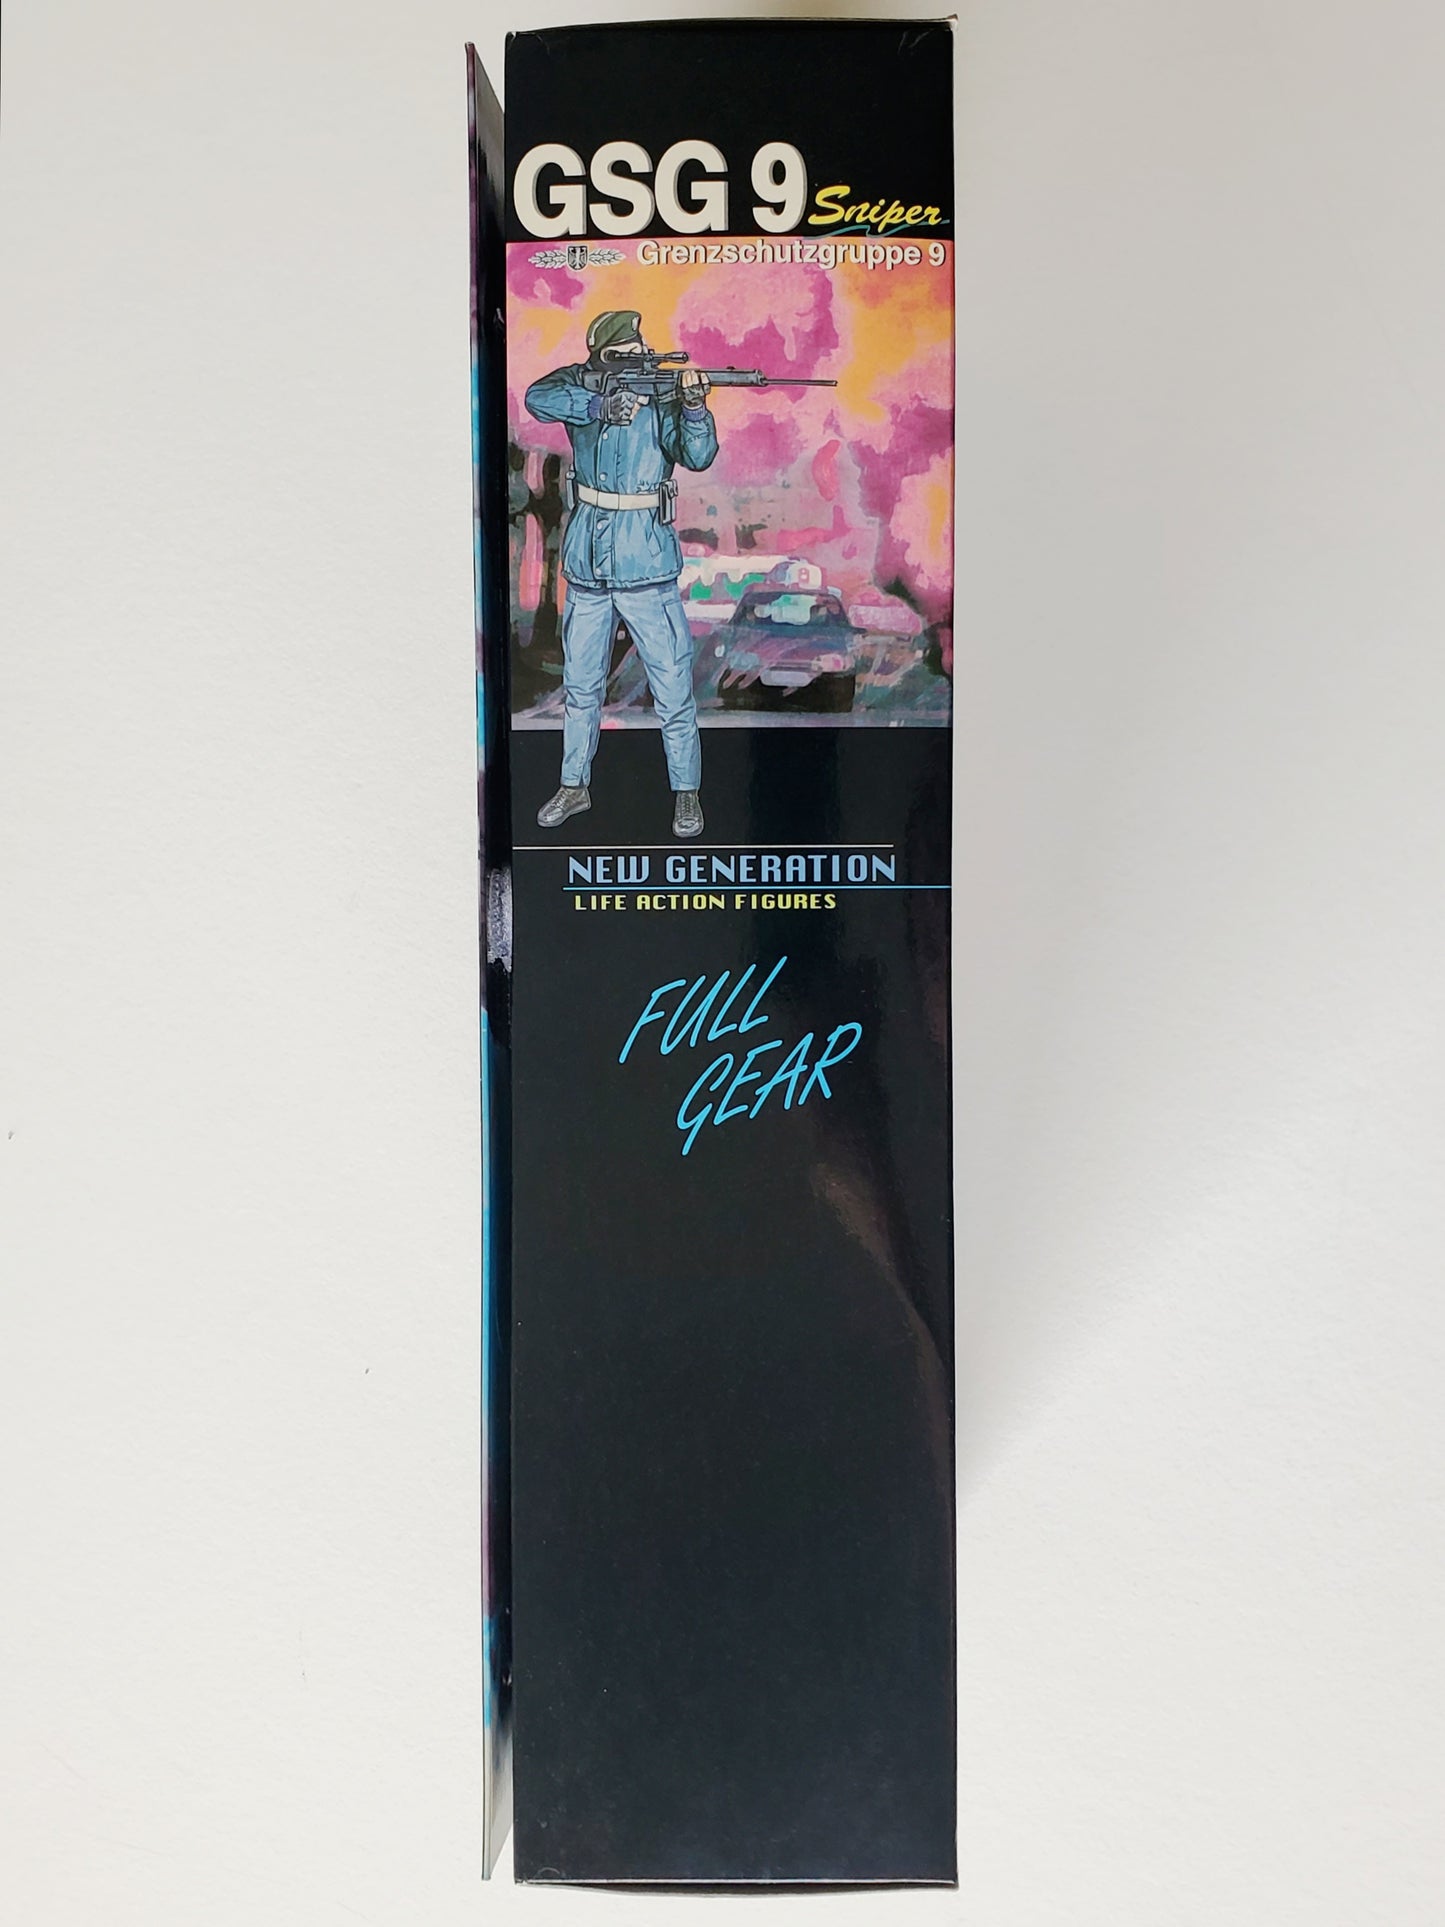 GSG 9 Sniper
Grenzschutzgruppe 9
NEW GENERATION
LIFE ACTION FIGURES
FULL
GEAR